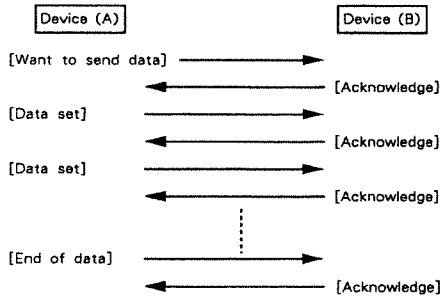 Device (A) Device (B)
[Want to send data]
[Acknowledge]
[Data set]
[Acknowledge]
[Data set]
[Acknowledge]
[End of data]
[Acknowledge]